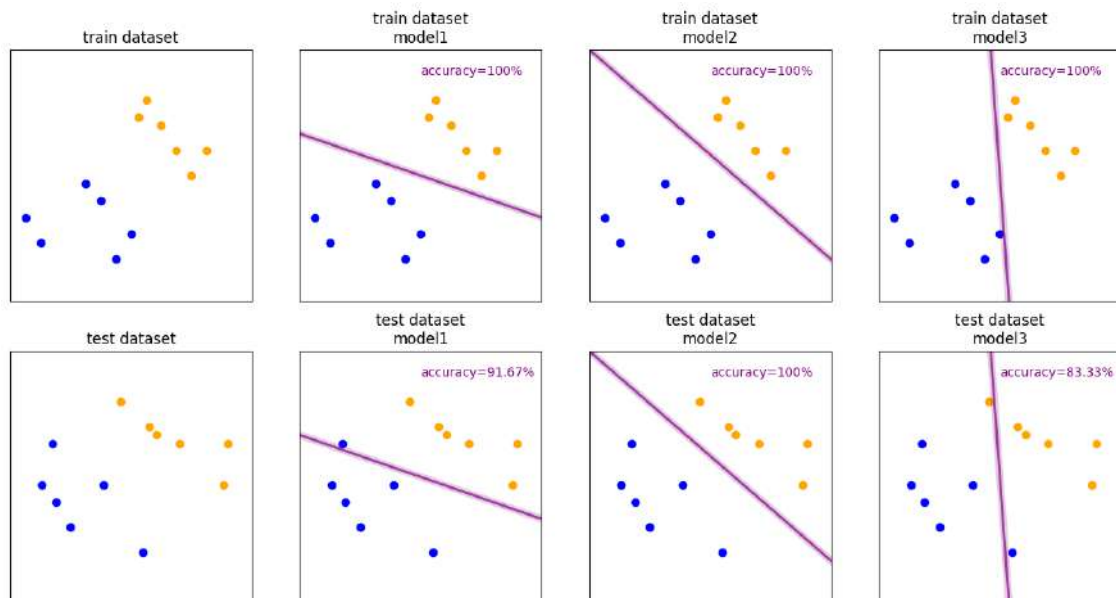 train dataset
train dataset
model1
accuracy=100%
train dataset
model2
accuracy=100%
train dataset
model3
accuracy=100%
test dataset
test dataset
model1
accuracy=91.67%
test dataset
model2
accuracy=100%
test dataset
model3
accuracy=83.33%